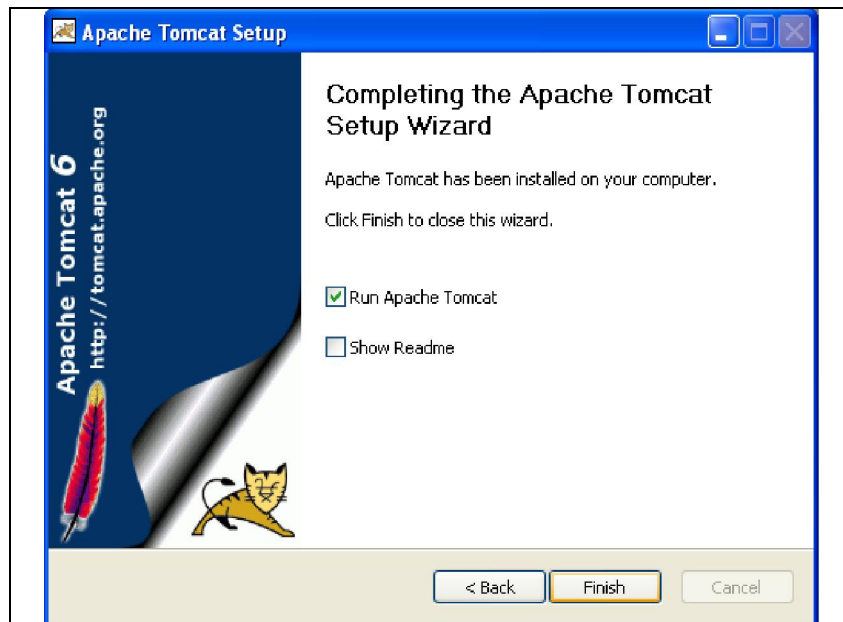 Apache Tomcat Setup
Apache Tomcat 6
http://tomcat.apache.org
Completing the Apache Tomcat
Setup Wizard
Apache Tomcat has been installed on your computer.
Click Finish to close this wizard.
Run Apache Tomcat
Show Readme
< Back
Finish
Cancel